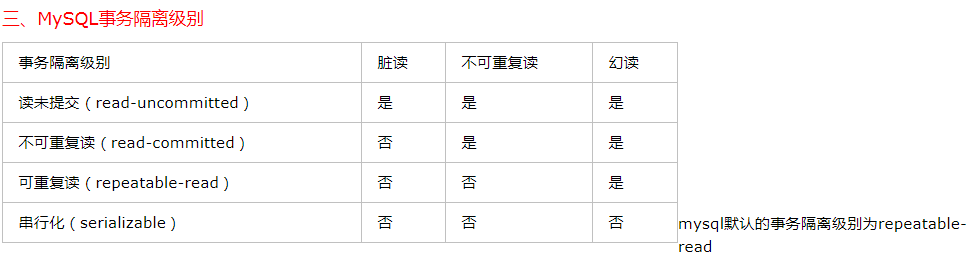 三、MySQL事务隔离级别
事务隔离级别 脏读 不可重复读 幻读
读未提交（read-uncommitted） 是 是 是
不可重复读（read-committed） 否 是 是
可重复读（repeatable-read） 否 否 是
串行化（serializable） 否 否 否
mysql默认的事务隔离级别为repeatable-
read